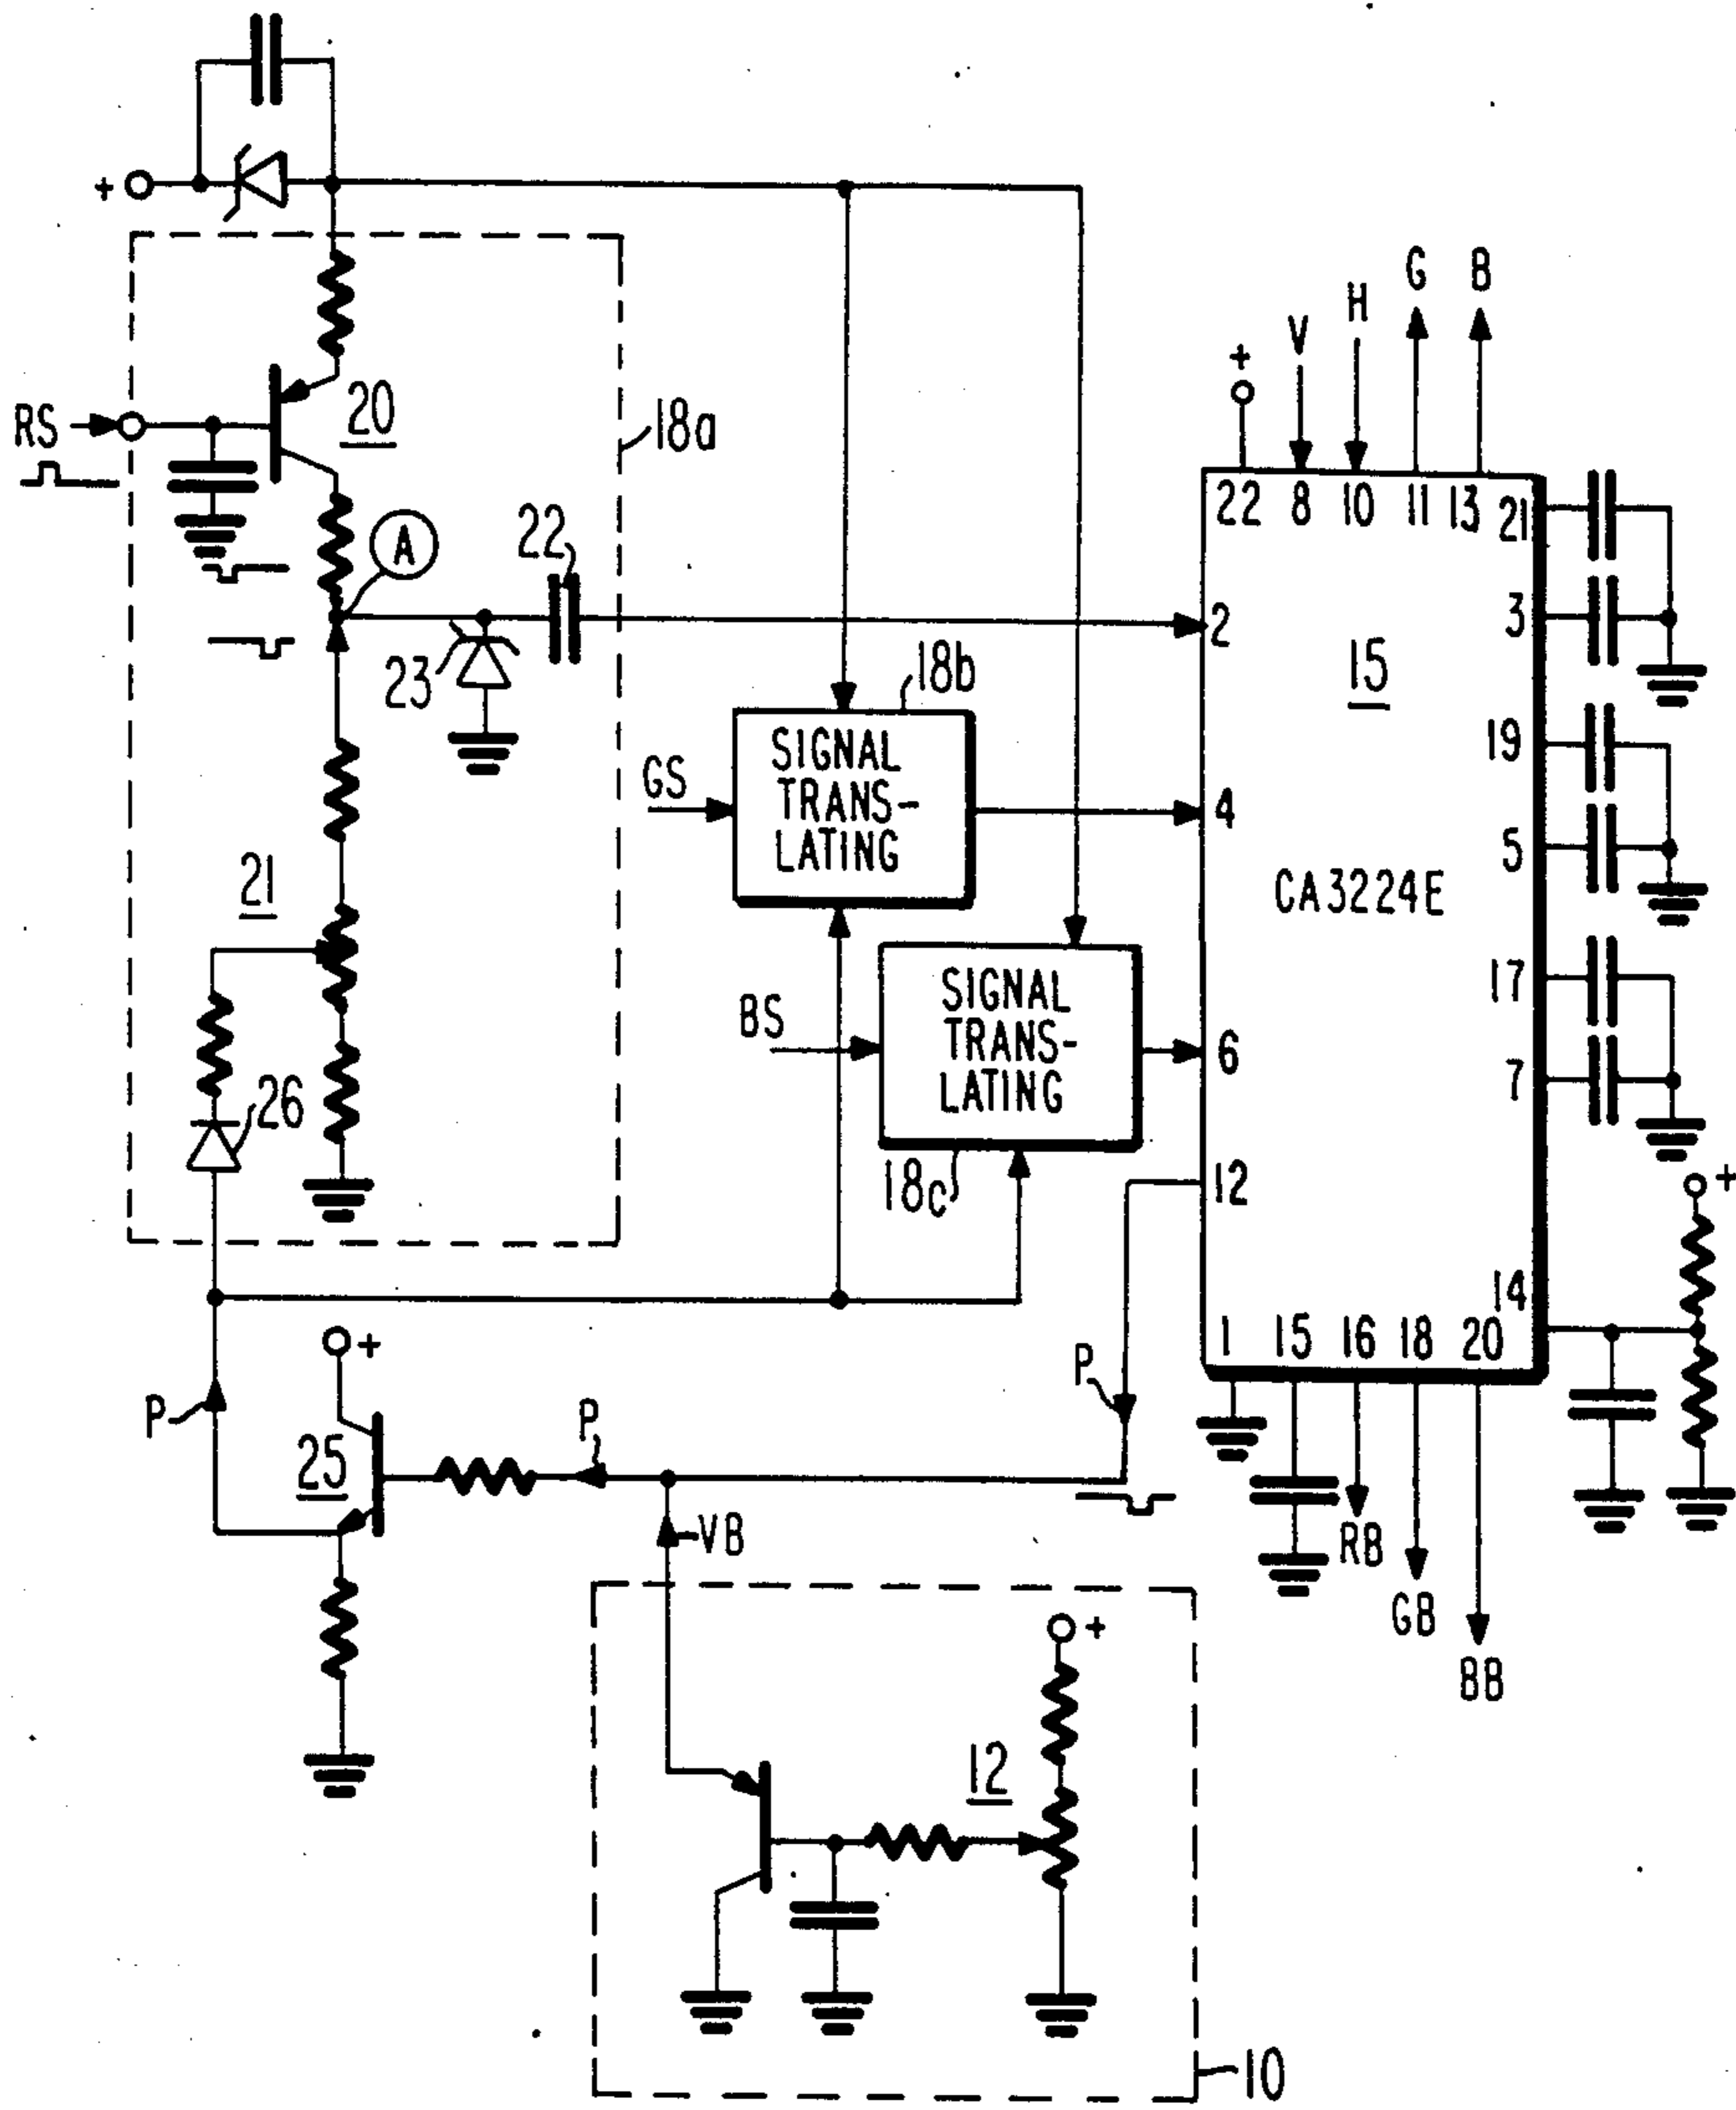 +
RS
20
18a
A
22
23
21
26
GS
18b
SIGNAL
TRANS-
LATING
BS
18c
SIGNAL
TRANS-
LATING
+
V
H
G
B
22
8
10
11
13
21
2
3
15
19
4
5
CA3224E
17
6
7
12
+
14
1
15
16
18
20
P
+
25
P
P
VB
RB
GB
BB
+
12
10